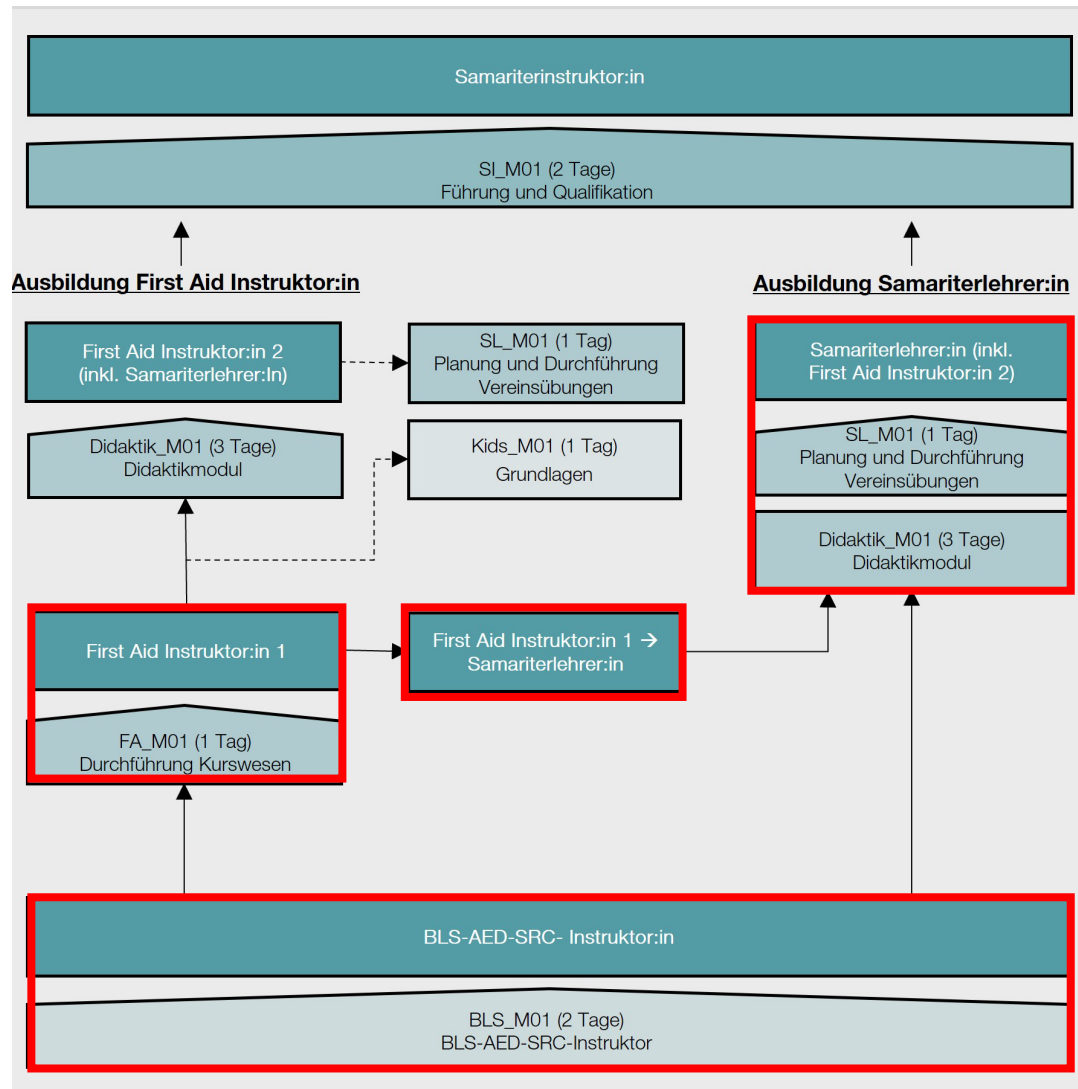 Samariterinstruktor:in
SI_M01 (2 Tage)
Führung und Qualifikation
Ausbildung First Aid Instruktor:in
Ausbildung Samariterlehrer:in
First Aid Instruktor:in 2
(inkl. Samariterlehrer:In)
SL_M01 (1 Tag)
Planung und Durchführung
Vereinsübungen
Samariterlehrer:in (inkl.
First Aid Instruktor:in 2)
Didaktik_M01 (3 Tage)
Didaktikmodul
Kids_M01 (1 Tag)
Grundlagen
SL_M01 (1 Tag)
Planung und Durchführung
Vereinsübungen
Didaktik_M01 (3 Tage)
Didaktikmodul
First Aid Instruktor:in 1
First Aid Instruktor:in 1 →
Samariterlehrer:in
FA_M01 (1 Tag)
Durchführung Kurswesen
BLS-AED-SRC- Instruktor:in
BLS_M01 (2 Tage)
BLS-AED-SRC-Instruktor